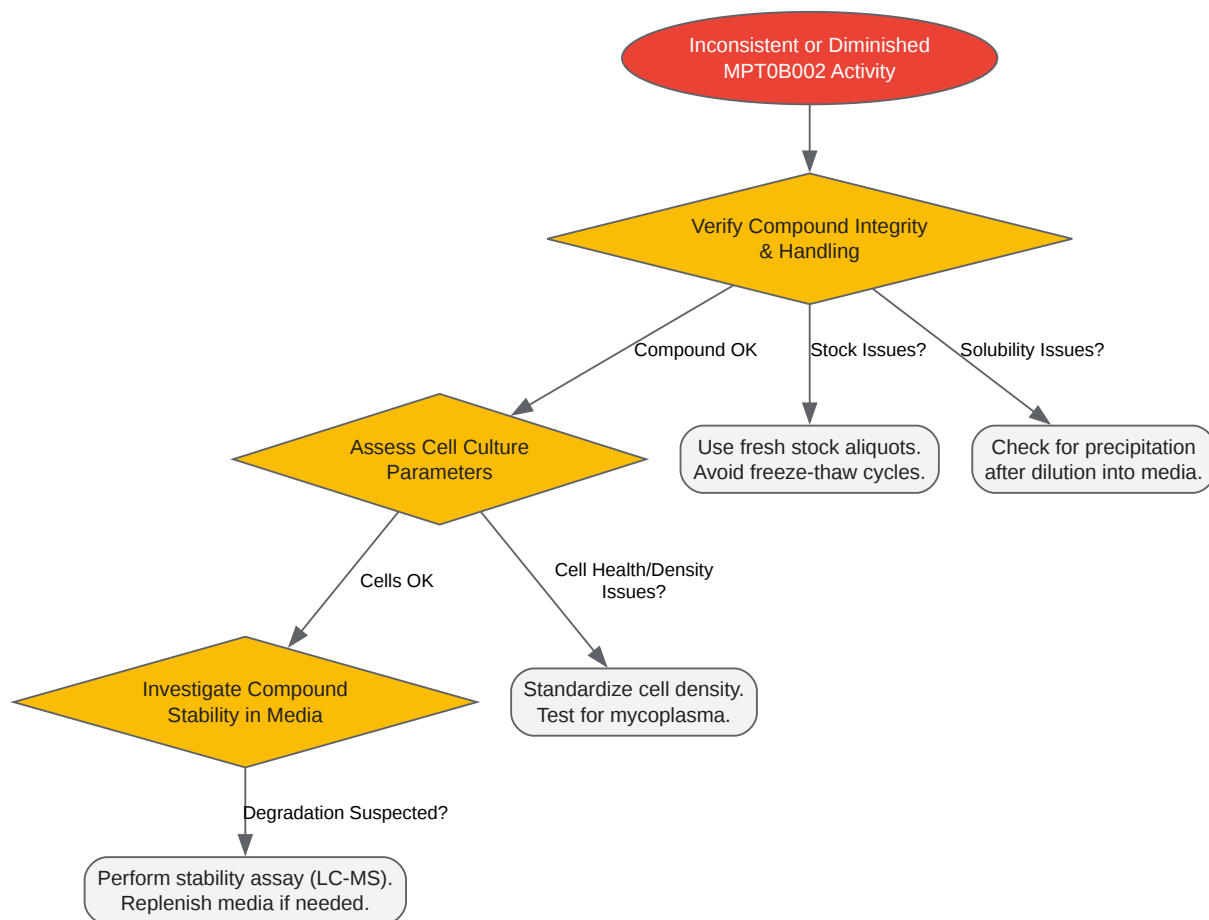 Inconsistent or Diminished
MPT0B002 Activity
Verify Compound Integrity
& Handling
Compound OK
Stock Issues?
Solubility Issues?
Assess Cell Culture
Parameters
Use fresh stock aliquots.
Avoid freeze-thaw cycles.
Check for precipitation
after dilution into media.
Cells OK
Cell Health/Density
Issues?
Investigate Compound
Stability in Media
Standardize cell density.
Test for mycoplasma.
Degradation Suspected?
Perform stability assay (LC-MS).
Replenish media if needed.